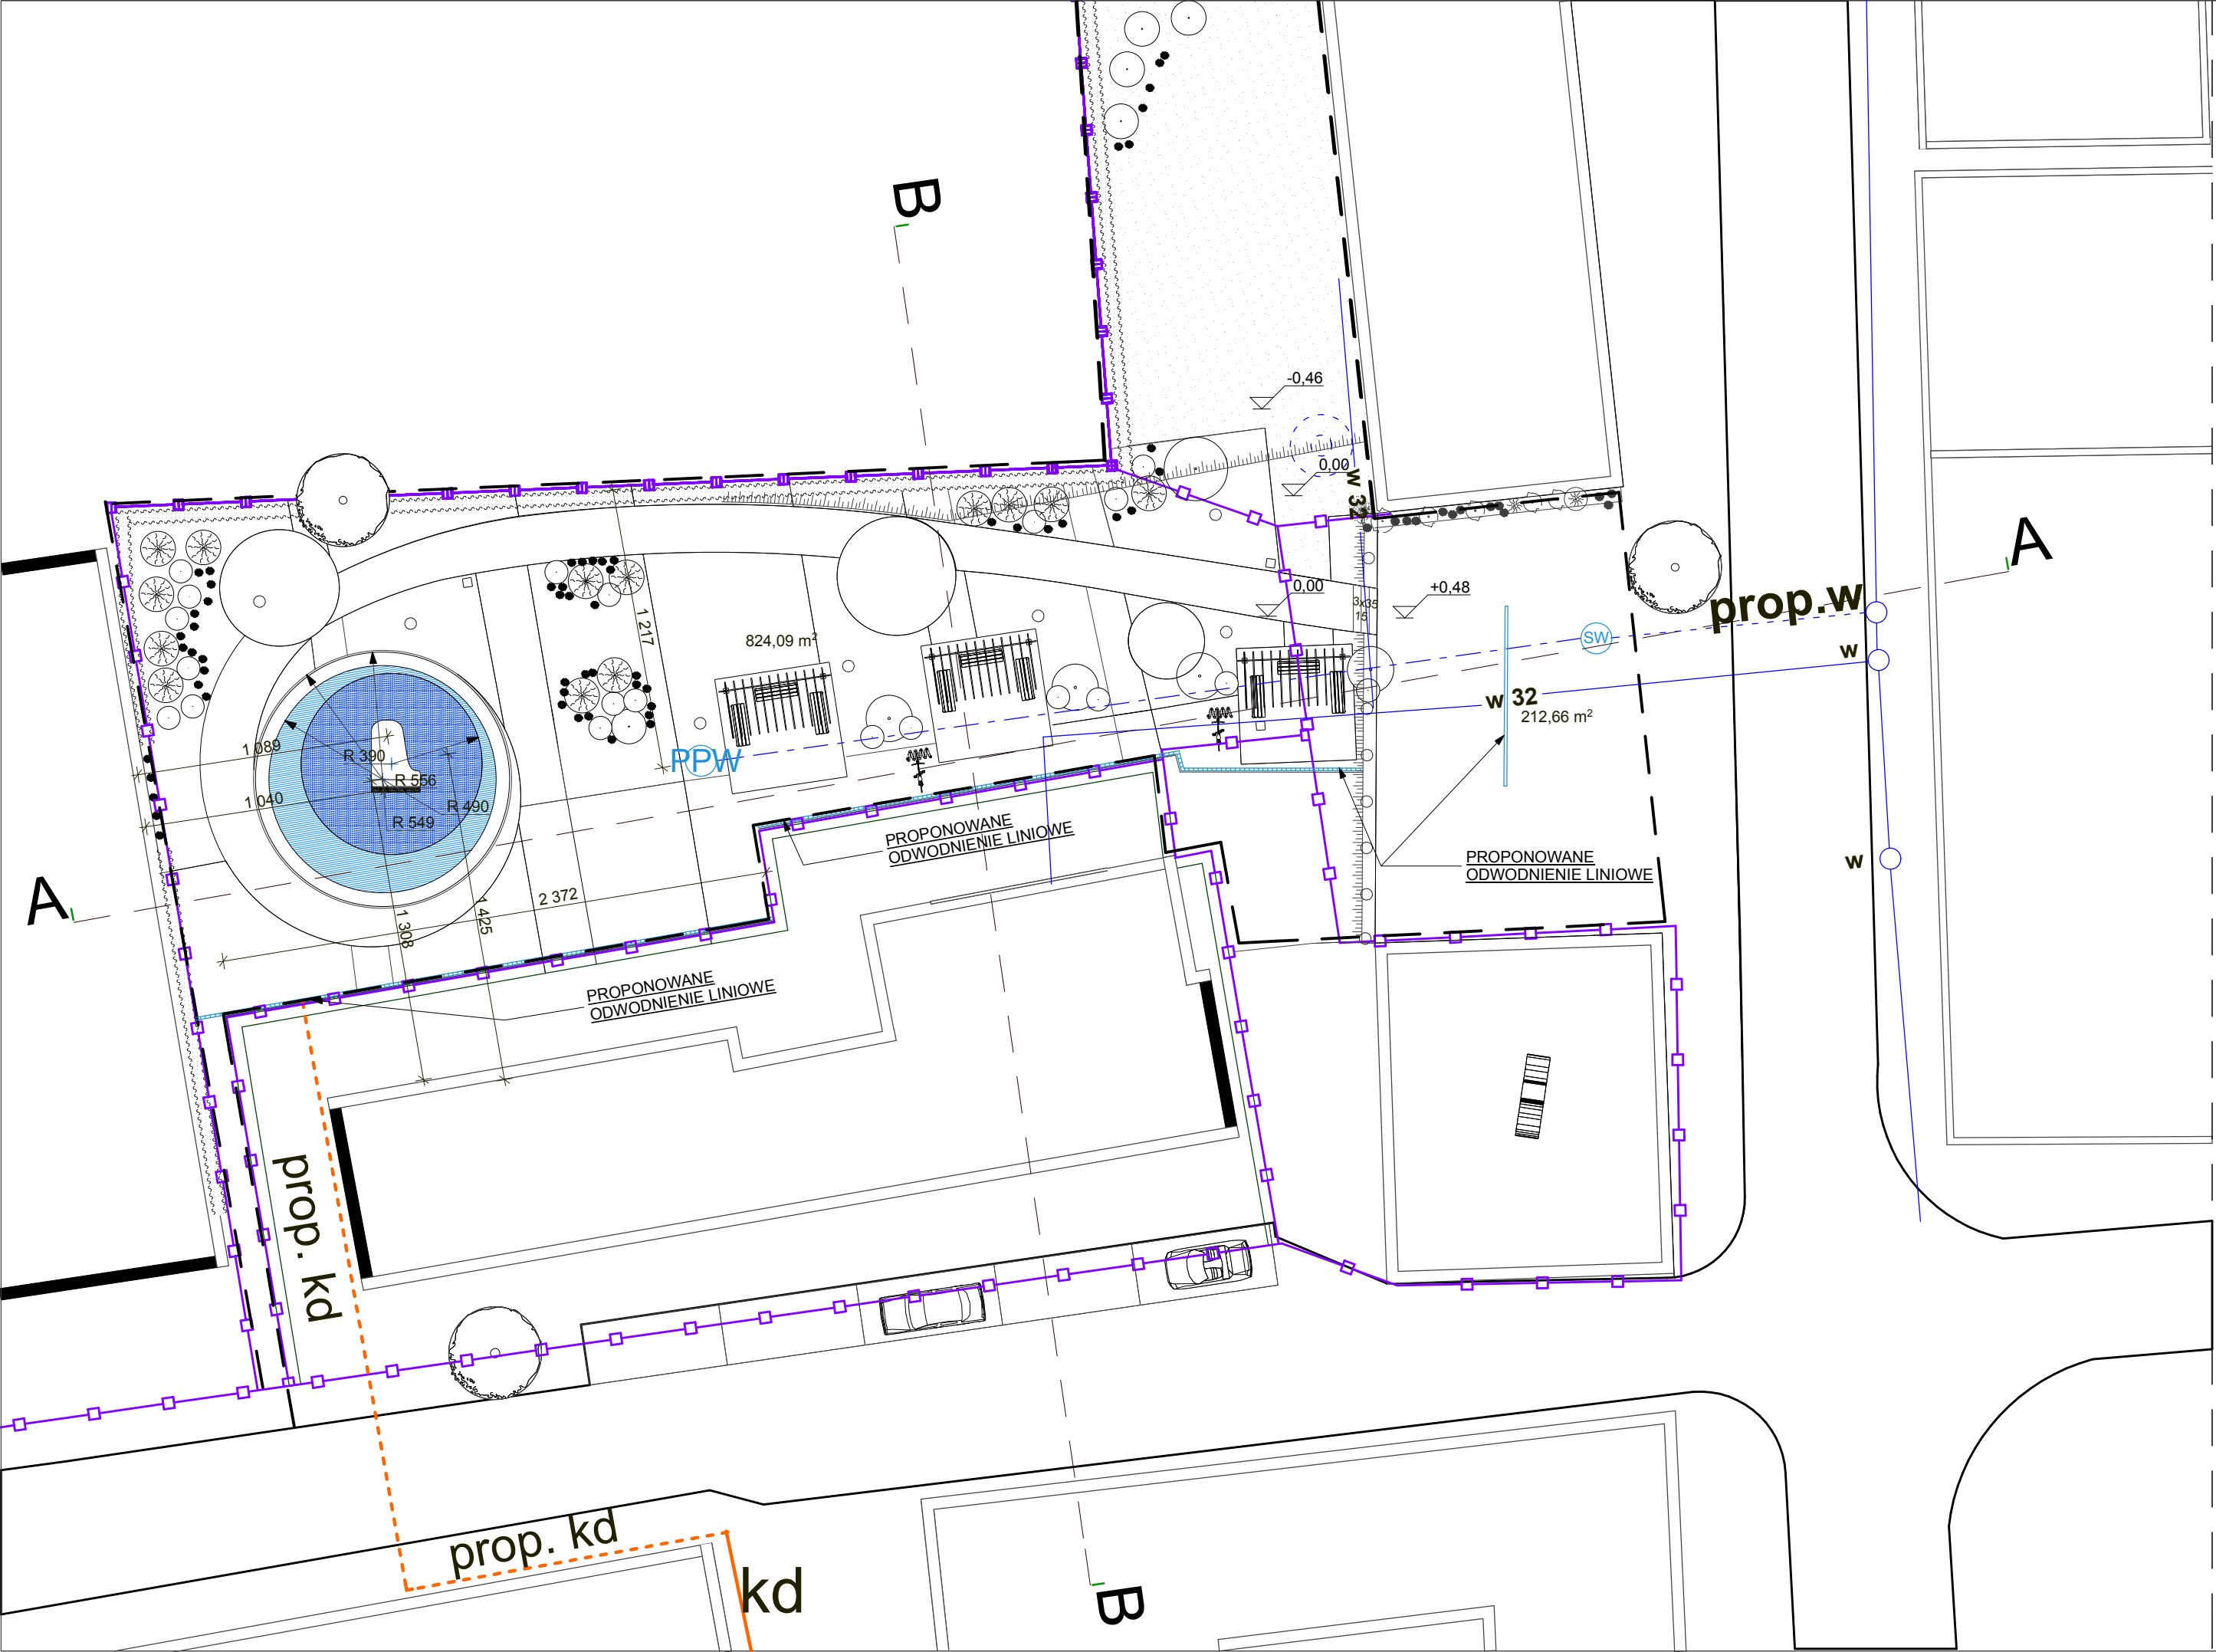 B
-0,46
0,00
w 32
A
0,00
+0,48
3x35
15
prop.w
SW
w
1 217
824,09 m²
w 32
212,66 m²
PPW
1 089
R 390
R 556
1 040
R 490
R 549
PROPONOWANE
ODWODNIENIE LINIOWE
PROPONOWANE
ODWODNIENIE LINIOWE
w
A
2 372
1 308
1 425
PROPONOWANE
ODWODNIENIE LINIOWE
prop. kd
prop. kd
kd
B